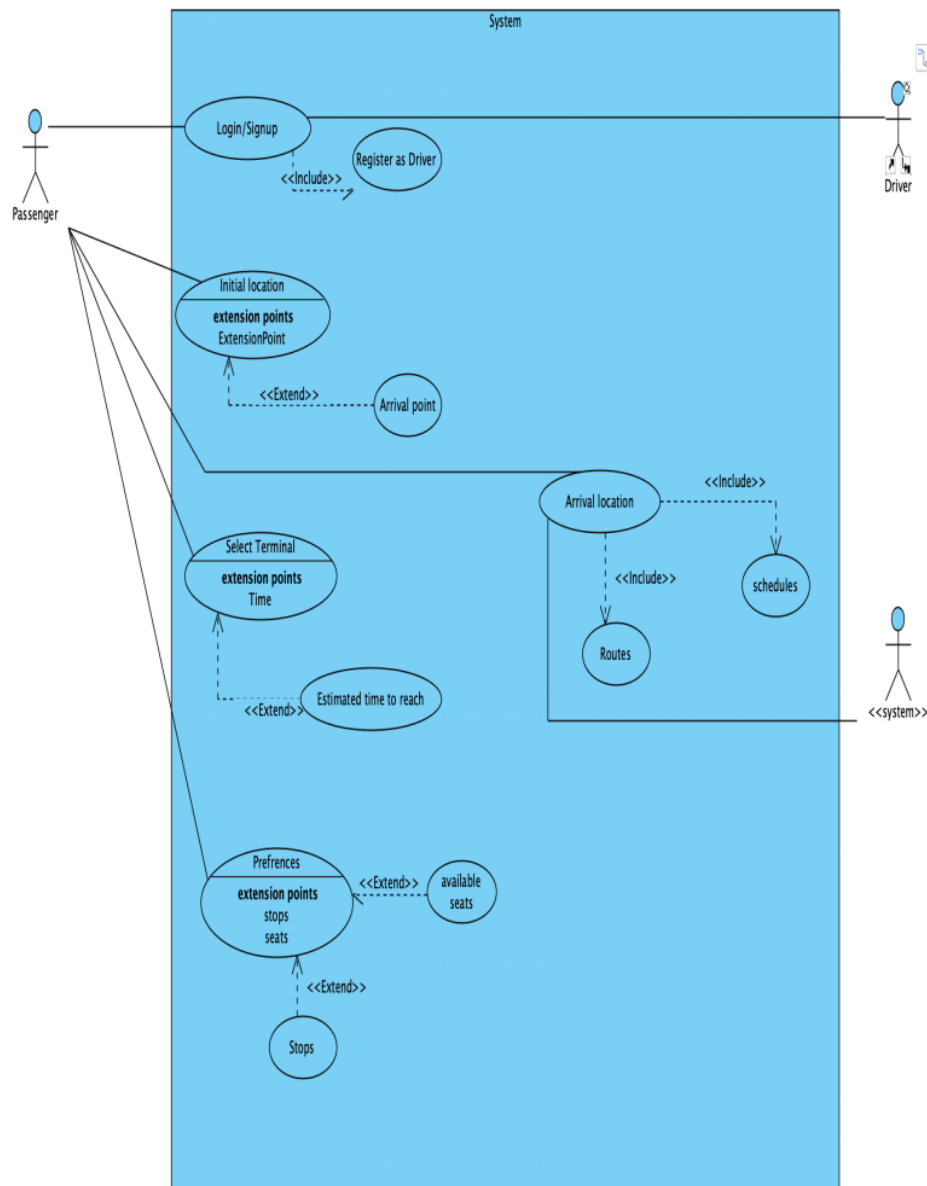 System
Login/Signup
Register as Driver
<<Include>>
Passenger
Driver
Initial location
extension points
ExtensionPoint
<<Extend>>
Arrival point
Arrival location
<<Include>>
<<Include>>
schedules
Routes
Select Terminal
extension points
Time
Estimated time to reach
<<Extend>>
<<system>>
Prefrences
extension points
stops
seats
<<Extend>>
available
seats
<<Extend>>
Stops